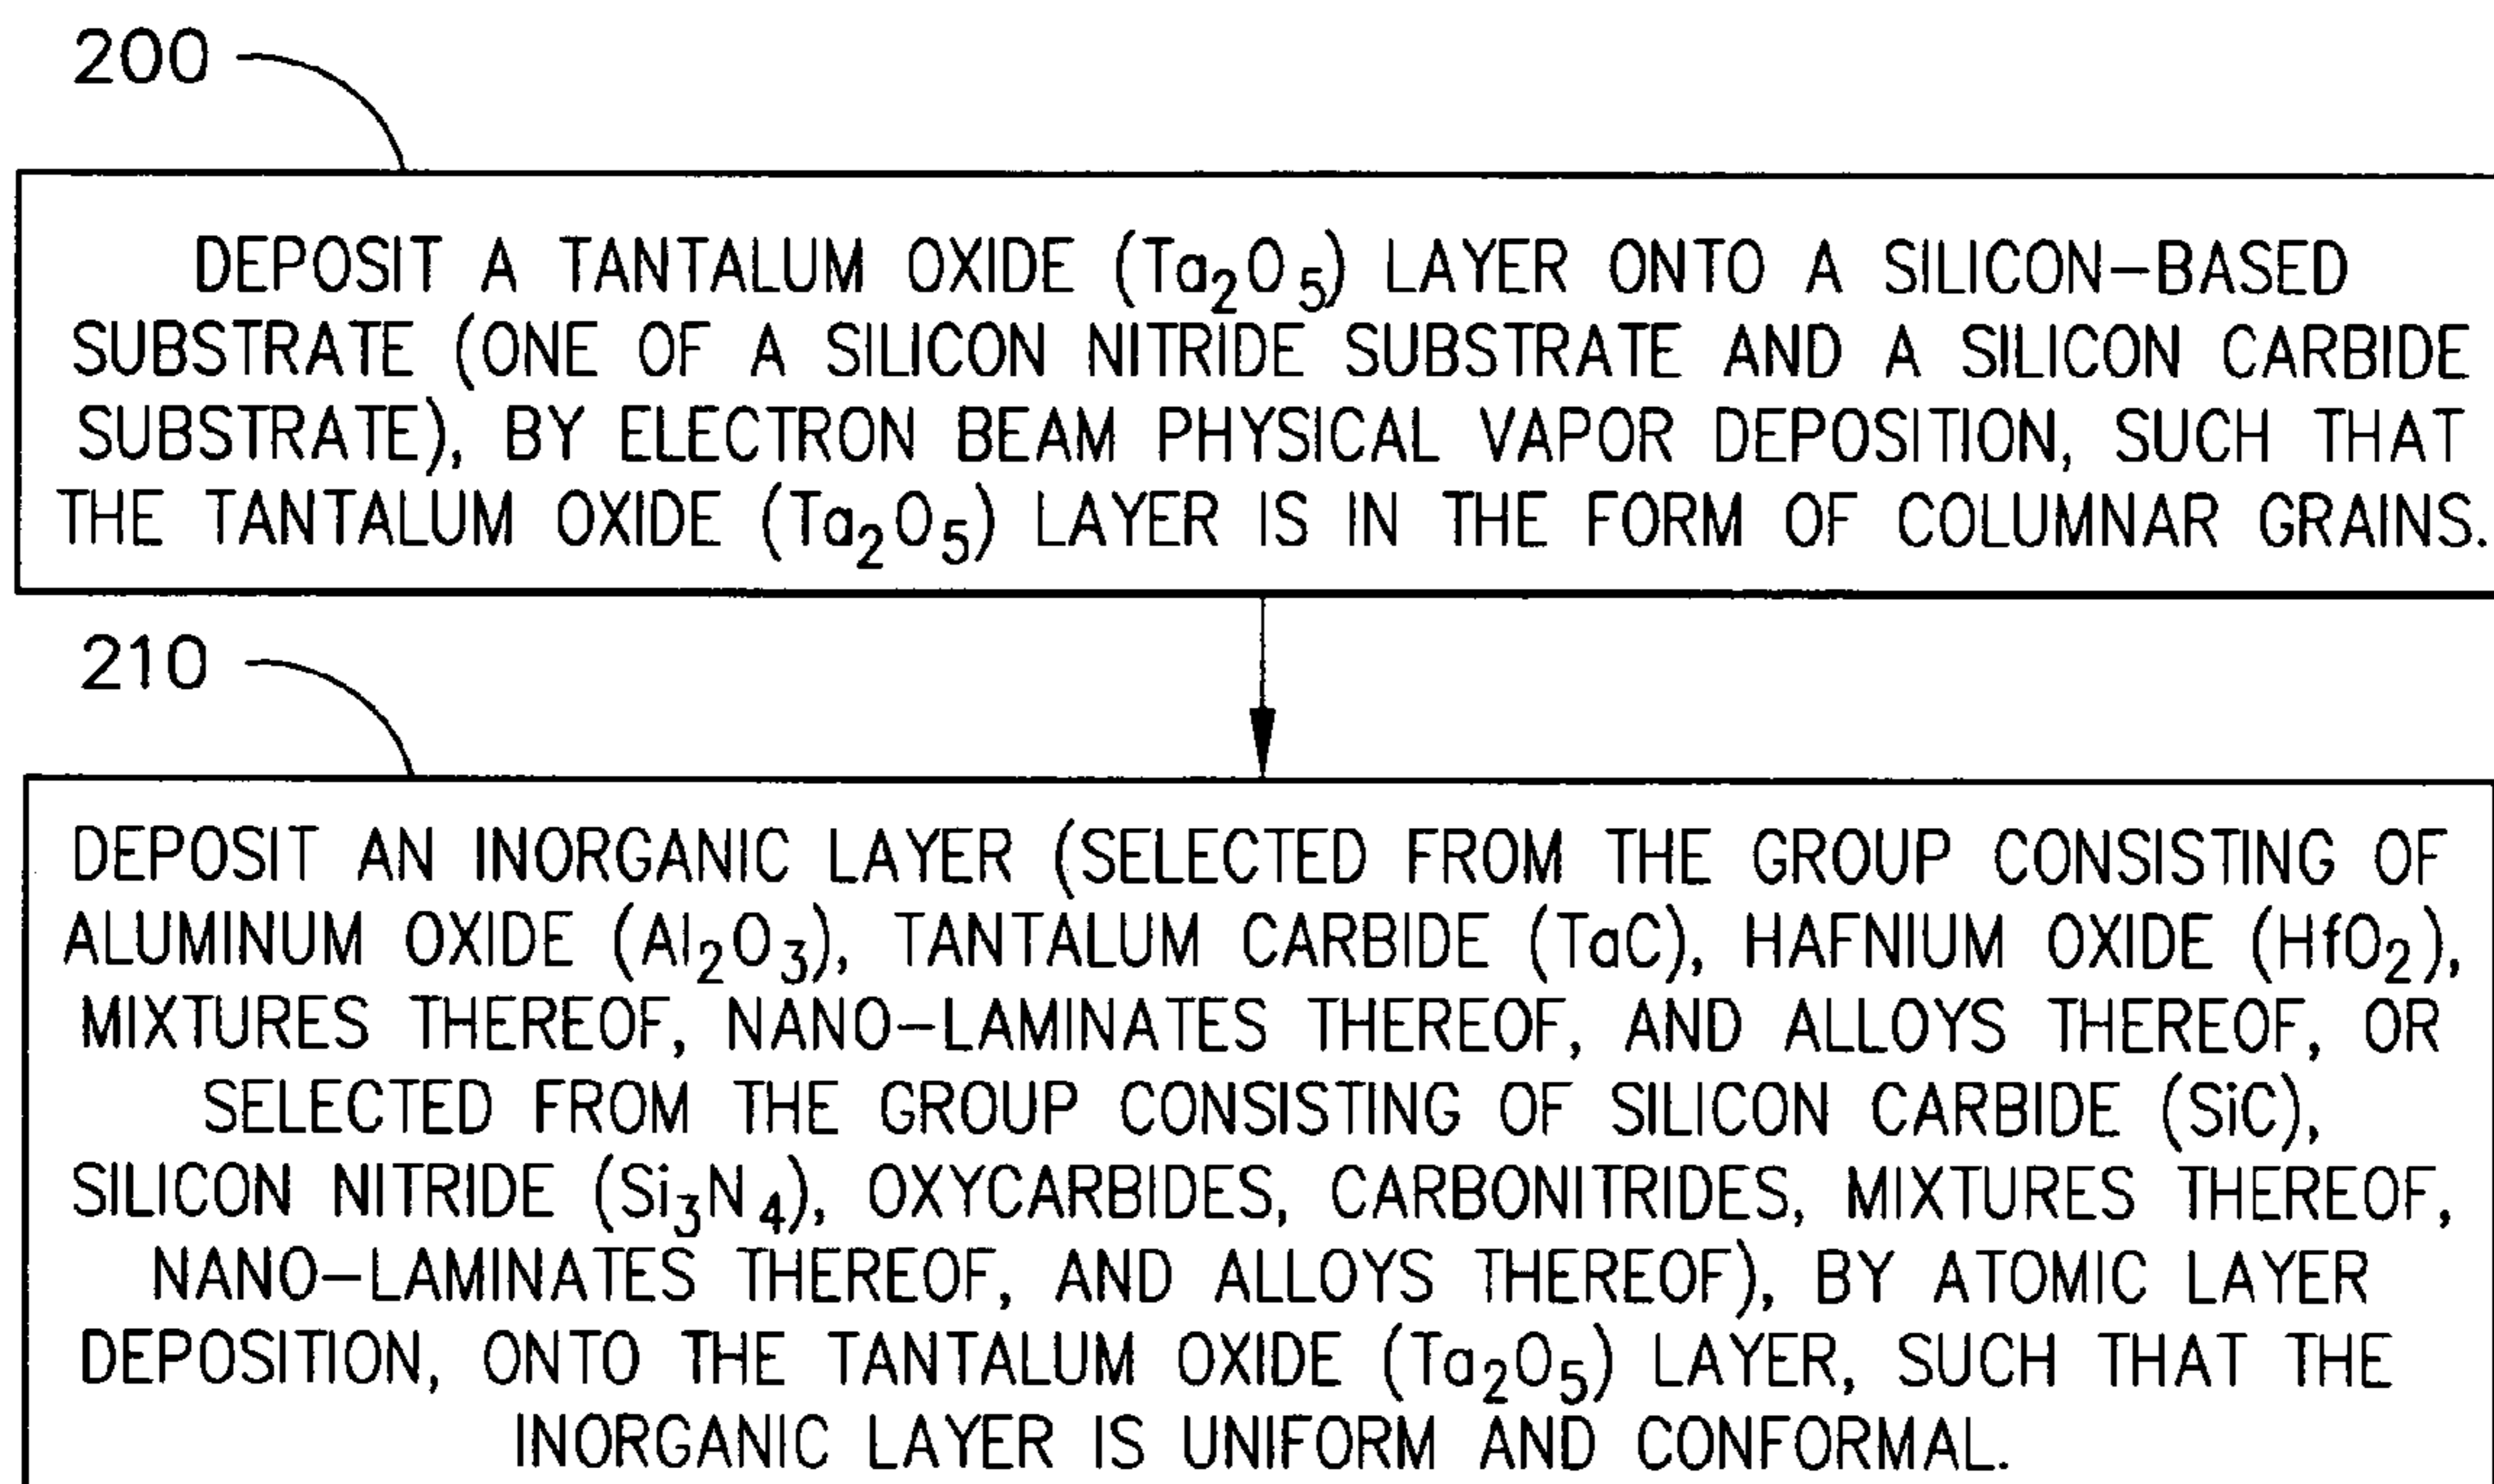 200
DEPOSIT A TANTALUM OXIDE (Ta₂O₅) LAYER ONTO A SILICON–BASED
SUBSTRATE (ONE OF A SILICON NITRIDE SUBSTRATE AND A SILICON CARBIDE
SUBSTRATE), BY ELECTRON BEAM PHYSICAL VAPOR DEPOSITION, SUCH THAT
THE TANTALUM OXIDE (Ta₂O₅) LAYER IS IN THE FORM OF COLUMNAR GRAINS.
210
DEPOSIT AN INORGANIC LAYER (SELECTED FROM THE GROUP CONSISTING OF
ALUMINUM OXIDE (Al₂O₃), TANTALUM CARBIDE (TaC), HAFNIUM OXIDE (HfO₂),
MIXTURES THEREOF, NANO–LAMINATES THEREOF, AND ALLOYS THEREOF, OR
SELECTED FROM THE GROUP CONSISTING OF SILICON CARBIDE (SiC),
SILICON NITRIDE (Si₃N₄), OXYCARBIDES, CARBONITRIDES, MIXTURES THEREOF,
NANO–LAMINATES THEREOF, AND ALLOYS THEREOF), BY ATOMIC LAYER
DEPOSITION, ONTO THE TANTALUM OXIDE (Ta₂O₅) LAYER, SUCH THAT THE
INORGANIC LAYER IS UNIFORM AND CONFORMAL.